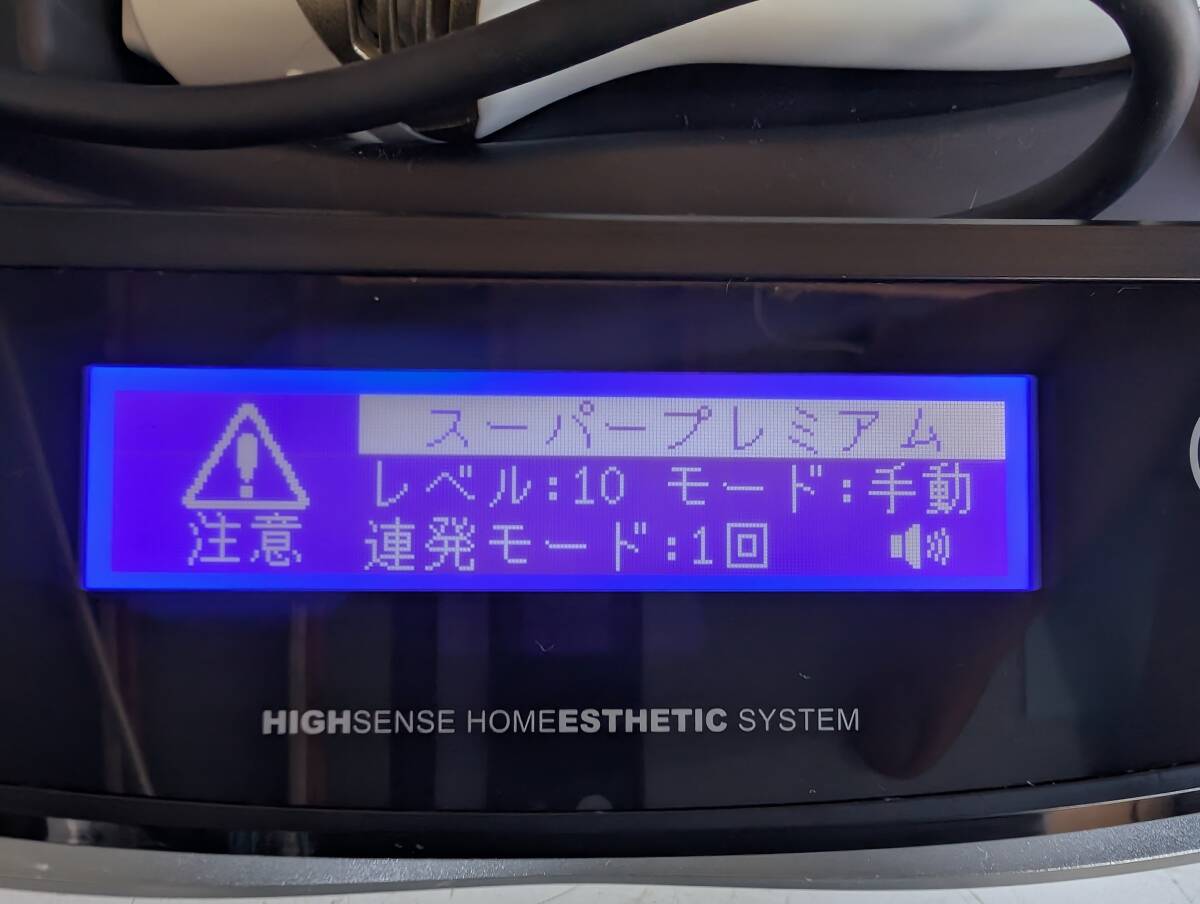 スーパープレミアム
レベル:10 モード:手動
連発モード:1回
注意
HIGHSENSE HOMEESTHETIC SYSTEM